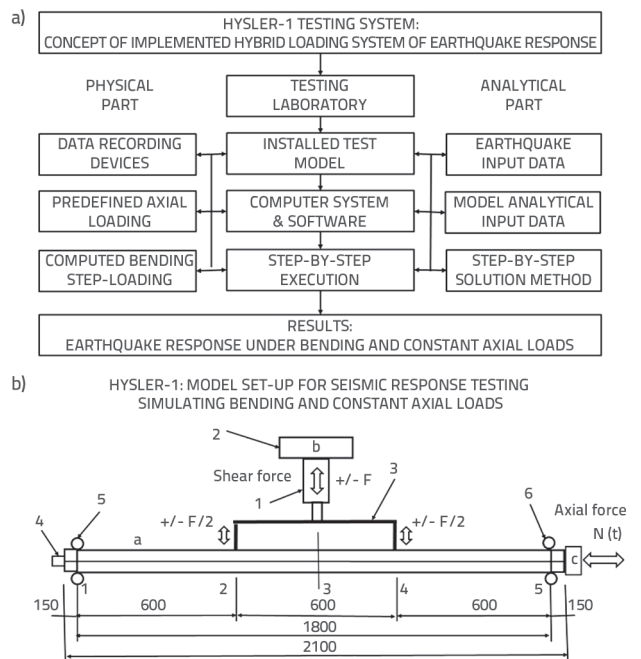 a)
HYSLER-1 TESTING SYSTEM:
CONCEPT OF IMPLEMENTED HYBRID LOADING SYSTEM OF EARTHQUAKE RESPONSE
PHYSICAL
PART
TESTING
LABORATORY
ANALYTICAL
PART
DATA RECORDING
DEVICES
INSTALLED TEST
MODEL
EARTHQUAKE
INPUT DATA
PREDEFINED AXIAL
LOADING
COMPUTER SYSTEM
& SOFTWARE
MODEL ANALYTICAL
INPUT DATA
COMPUTED BENDING
STEP-LOADING
STEP-BY-STEP
EXECUTION
STEP-BY-STEP
SOLUTION METHOD
RESULTS:
EARTHQUAKE RESPONSE UNDER BENDING AND CONSTANT AXIAL LOADS
b)
HYSLER-1: MODEL SET-UP FOR SEISMIC RESPONSE TESTING
SIMULATING BENDING AND CONSTANT AXIAL LOADS
2
b
Shear force
+/- F
3
1
5
6
Axial force
N (t)
4
+/- F/2
+/- F/2
a
c
1
2
3
4
5
150
600
600
600
150
1800
2100